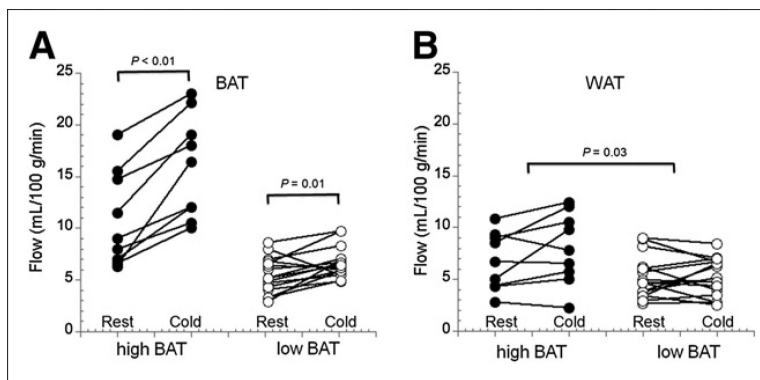 A
P < 0.01
BAT
25
20
15
10
5
0
Flow (mL/100 g/min)
P = 0.01
Rest Cold Rest Cold
high BAT low BAT
B
WAT
25
20
15
10
5
0
Flow (mL/100 g/min)
P = 0.03
Rest Cold Rest Cold
high BAT low BAT